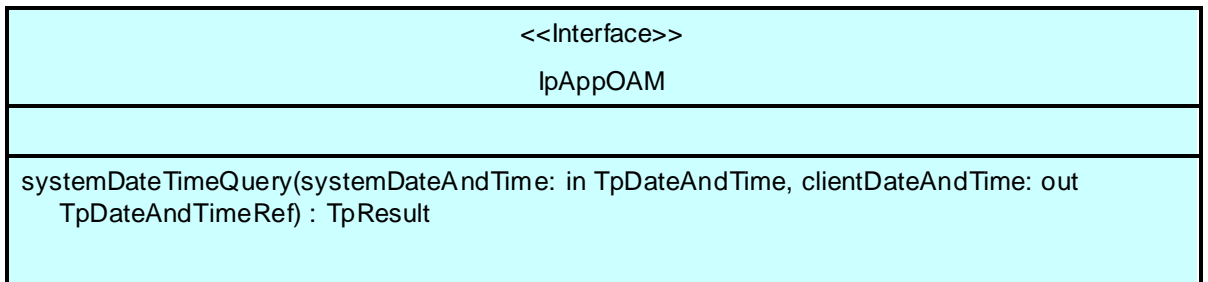 <<Interface>>
IpAppOAM
systemDateTimeQuery(systemDateAndTime: in TpDateAndTime, clientDateAndTime: out
TpDateAndTimeRef) : TpResult